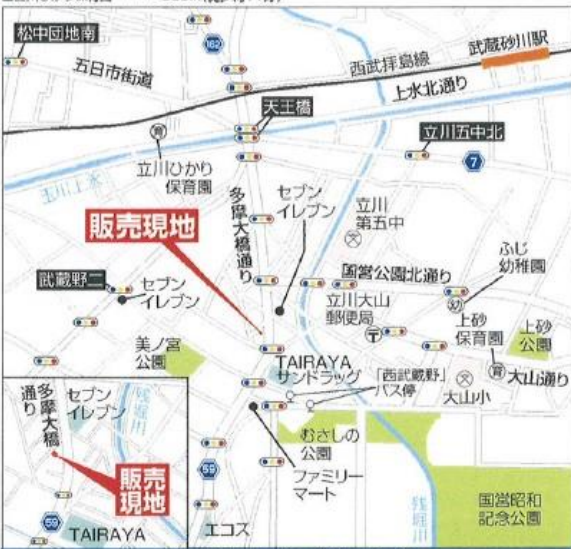 松中団地南
162
五日市街道
西武拝島線
武蔵砂川駅
上水北通り
天王橋
立川五中北
育
立川ひかり
保育園
7
玉川上水
多摩大橋通り
セブン
イレブン
立川
第五中
文
販売現地
国営公園北通り
ふじ
幼稚園
武蔵野二
セブン
イレブン
立川大山
郵便局
幼
上砂
保育園
上砂
公園
美ノ宮
公園
TAIRAYA
サンドラッグ
「西武蔵野」
バス停
文
大山小
育
大山通り
多摩大橋
通り
セブン
イレブン
残堀川
むさしの
公園
販売
現地
59
ファミリー
マート
国営昭和
記念公園
残堀川
59
TAIRAYA
エコス